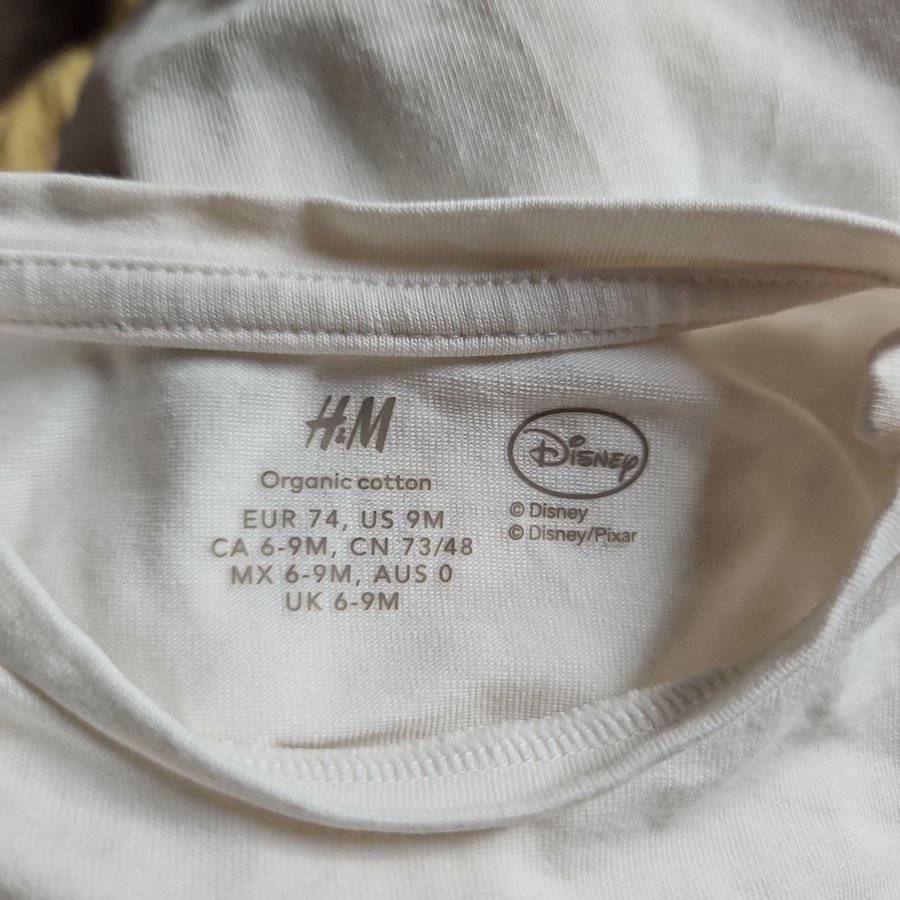 H&M
Organic cotton
EUR 74, US 9M
CA 6-9M, CN 73/48
MX 6-9M, AUS 0
UK 6-9M
Disney
© Disney
© Disney/Pixar